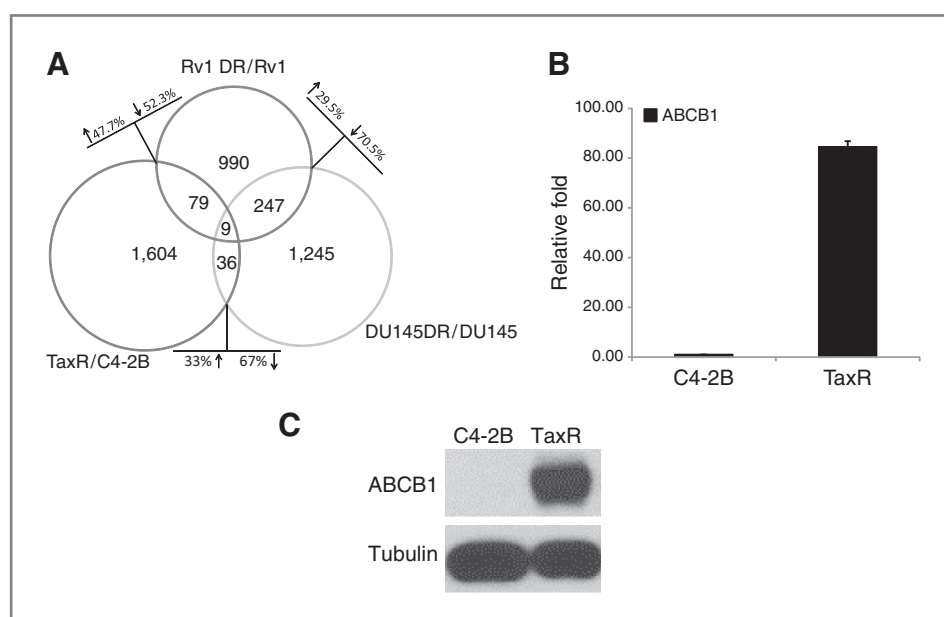 A
Rv1 DR/Rv1
↑47.7% ↓52.3%
↑29.5% ↓70.5%
990
79
247
9
1,604
36
1,245
TaxR/C4-2B
DU145DR/DU145
33%↑ 67%↓
B
ABCB1
Relative fold
100.00
80.00
60.00
40.00
20.00
0.00
C4-2B
TaxR
C
C4-2B TaxR
ABCB1
Tubulin